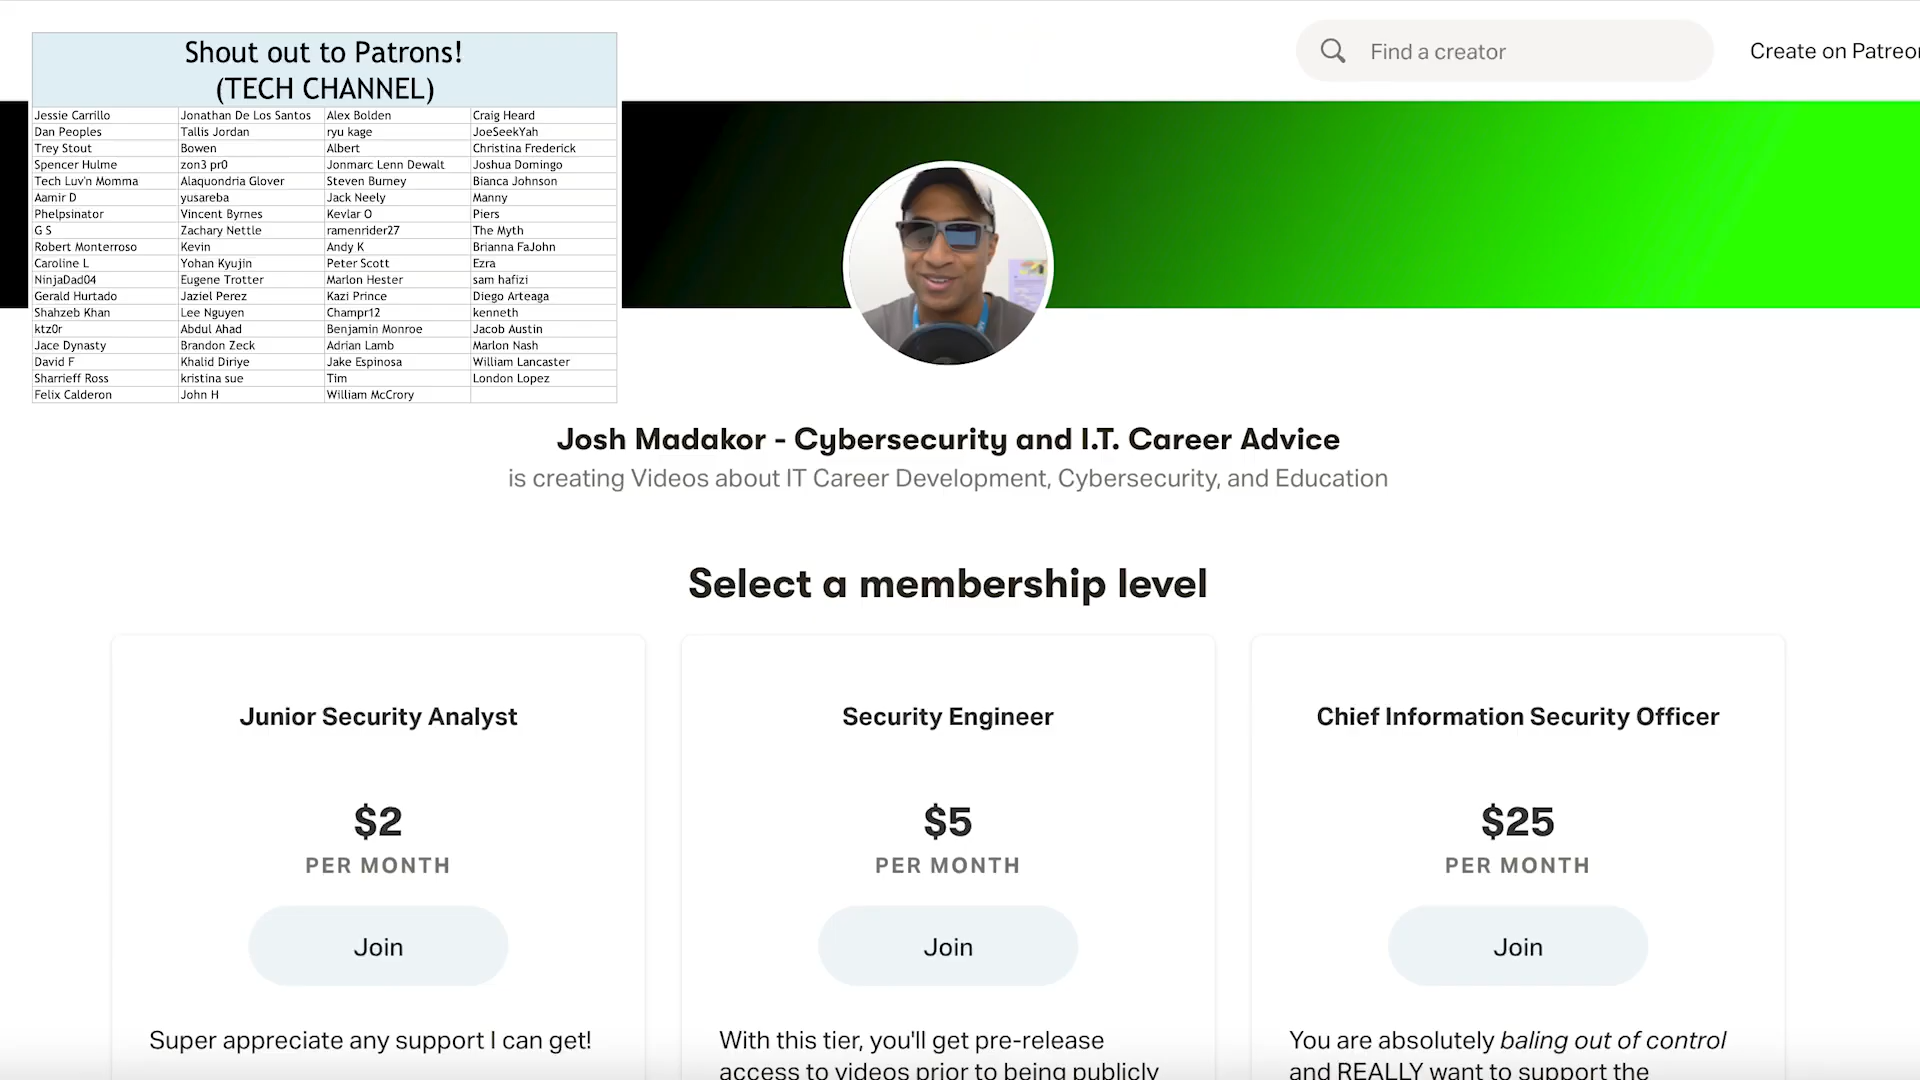 Shout out to Patrons!
(TECH CHANNEL)
Jessie Carrillo Jonathan De Los Santos Alex Bolden Craig Heard
Dan Peoples Tallis Jordan ryu kage JoeSeekYah
Trey Stout Bowen Albert Christina Frederick
Spencer Hulme zon3 pr0 Jonmarc Lenn Dewalt Joshua Domingo
Tech Luv'n Momma Alaquondria Glover Steven Burney Bianca Johnson
Aamir D yusareba Jack Neely Manny
Phelpsinator Vincent Byrnes Kevlar O Piers
G S Zachary Nettle ramenrider27 The Myth
Robert Monterroso Kevin Andy K Brianna FaJohn
Caroline L Yohan Kyujin Peter Scott Ezra
NinjaDad04 Eugene Trotter Marlon Hester sam hafizi
Gerald Hurtado Jaziel Perez Kazi Prince Diego Arteaga
Shahzeb Khan Lee Nguyen Champr12 kenneth
ktz0r Abdul Ahad Benjamin Monroe Jacob Austin
Jace Dynasty Brandon Zeck Adrian Lamb Marlon Nash
David F Khalid Diriye Jake Espinosa William Lancaster
Sharrieff Ross kristina sue Tim London Lopez
Felix Calderon John H William McCrory
Find a creator
Create on Patreo
Josh Madakor - Cybersecurity and I.T. Career Advice
is creating Videos about IT Career Development, Cybersecurity, and Education
Select a membership level
Junior Security Analyst
$2
PER MONTH
Join
Super appreciate any support I can get!
Security Engineer
$5
PER MONTH
Join
With this tier, you'll get pre-release
access to videos prior to being publicly
Chief Information Security Officer
$25
PER MONTH
Join
You are absolutely baling out of control
and REALLY want to support the